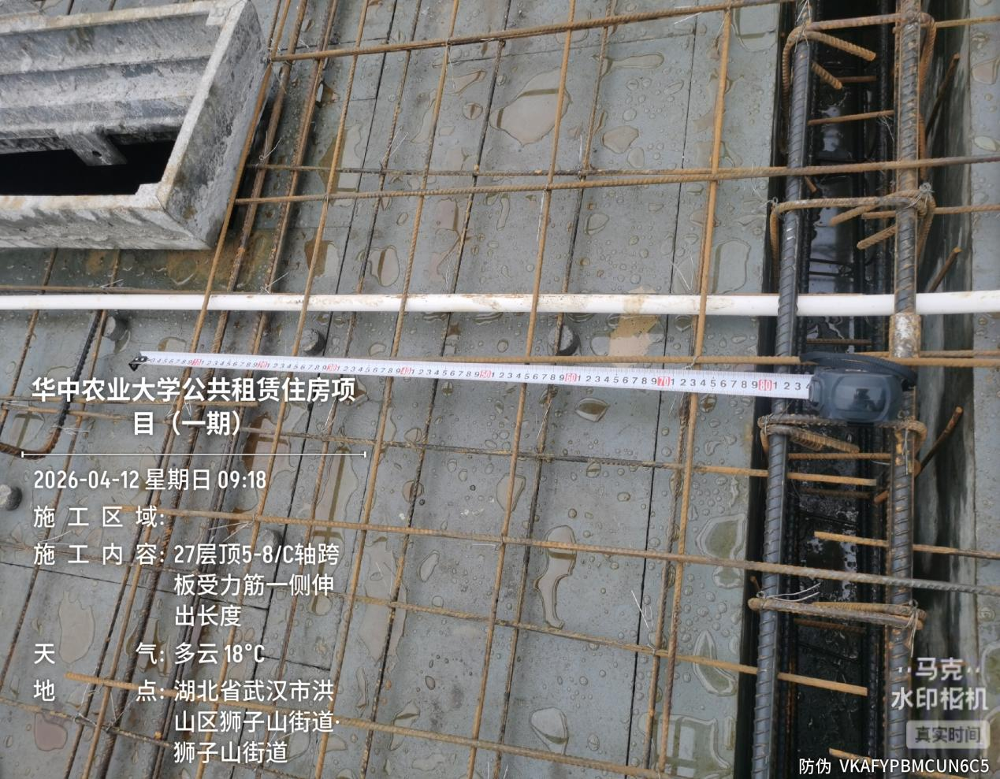 华中农业大学公共租赁住房项
目（一期）
2026-04-12 星期日 09:18
施工区域:
施工内容: 27层顶5-8/C轴跨
板受力筋一侧伸
出长度
天气: 多云 18°C
地点: 湖北省武汉市洪
山区狮子山街道·
狮子山街道
马克
水印相机
真实时间
防伪 VKAFYPBMCUN6C5